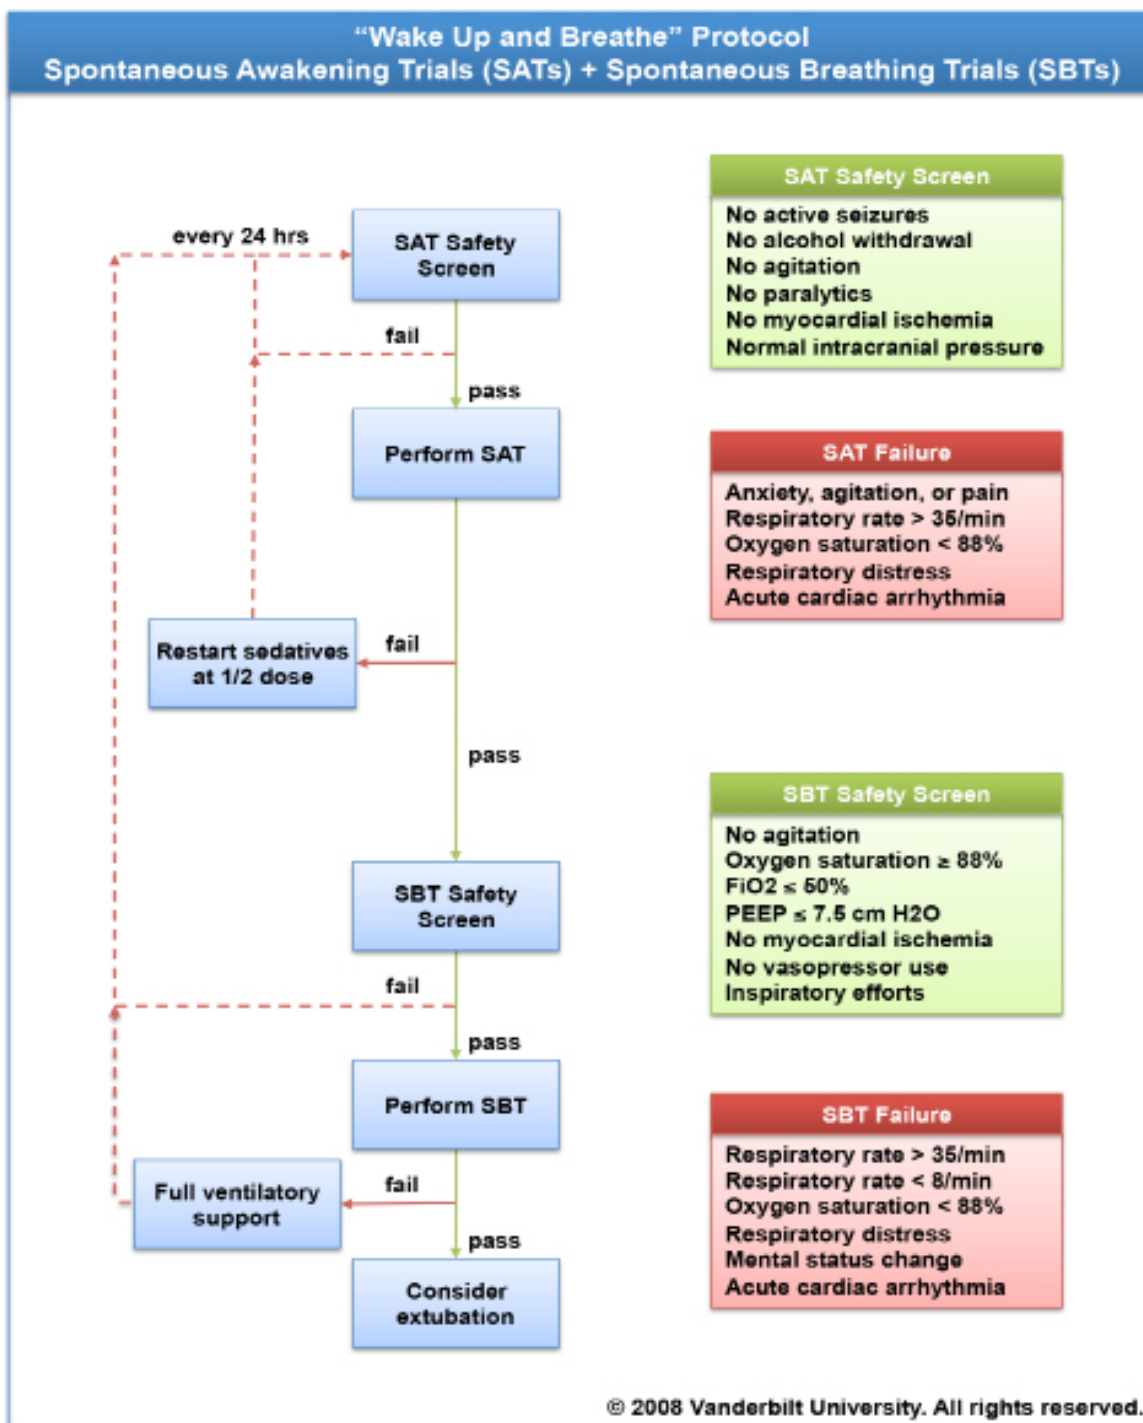 “Wake Up and Breathe” Protocol
Spontaneous Awakening Trials (SATs) + Spontaneous Breathing Trials (SBTs)
every 24 hrs
SAT Safety
Screen
fail
pass
Perform SAT
fail
Restart sedatives
at 1/2 dose
pass
SBT Safety
Screen
fail
pass
Perform SBT
fail
Full ventilatory
support
pass
Consider
extubation
SAT Safety Screen
No active seizures
No alcohol withdrawal
No agitation
No paralytics
No myocardial ischemia
Normal intracranial pressure
SAT Failure
Anxiety, agitation, or pain
Respiratory rate > 35/min
Oxygen saturation < 88%
Respiratory distress
Acute cardiac arrhythmia
SBT Safety Screen
No agitation
Oxygen saturation ≥ 88%
FiO2 ≤ 50%
PEEP ≤ 7.5 cm H2O
No myocardial ischemia
No vasopressor use
Inspiratory efforts
SBT Failure
Respiratory rate > 35/min
Respiratory rate < 8/min
Oxygen saturation < 88%
Respiratory distress
Mental status change
Acute cardiac arrhythmia
© 2008 Vanderbilt University. All rights reserved.